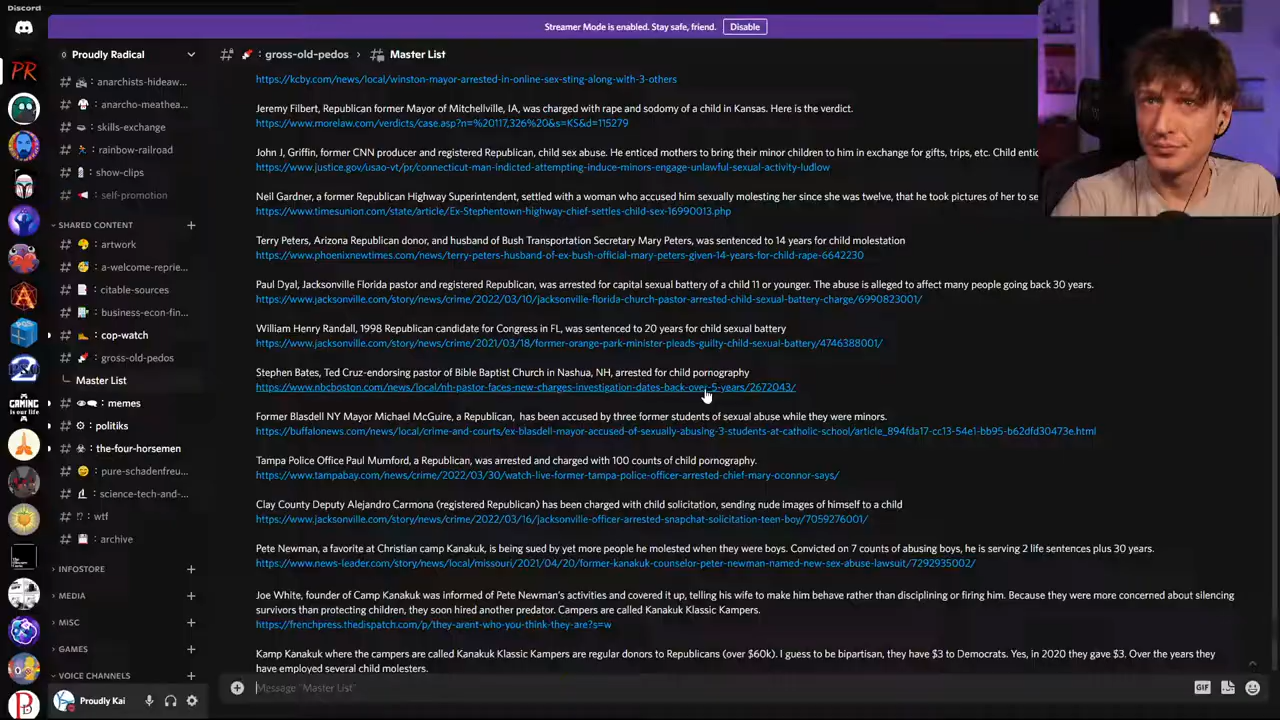 Discord
Streamer Mode is enabled. Stay safe, friend. Disable
Proudly Radical
: gross-old-pedos > Master List
: anarchists-hideaw...
: anarcho-meathea...
: skills-exchange
: rainbow-railroad
: show-clips
: self-promotion
SHARED CONTENT
: artwork
: a-welcome-reprie...
: citable-sources
: business-econ-fin...
: cop-watch
: gross-old-pedos
Master List
: memes
: politiks
: the-four-horsemen
: pure-schadenfreu...
: science-tech-and-...
: wtf
: archive
INFOSTORE
MEDIA
MISC
GAMES
VOICE CHANNELS
Proudly Kai
PR
GAMING
https://kcby.com/news/local/winston-mayor-arrested-in-online-sex-sting-along-with-3-others
Jeremy Filbert, Republican former Mayor of Mitchellville, IA, was charged with rape and sodomy of a child in Kansas. Here is the verdict.
https://www.morelaw.com/verdicts/case.asp?n=%20117,326%20&s=KS&d=115279
John J, Griffin, former CNN producer and registered Republican, child sex abuse. He enticed mothers to bring their minor children to him in exchange for gifts, trips, etc. Child entic
https://www.justice.gov/usao-vt/pr/connecticut-man-indicted-attempting-induce-minors-engage-unlawful-sexual-activity-ludlow
Neil Gardner, a former Republican Highway Superintendent, settled with a woman who accused him sexually molesting her since she was twelve, that he took pictures of her to se
https://www.timesunion.com/state/article/Ex-Stephentown-highway-chief-settles-child-sex-16990013.php
Terry Peters, Arizona Republican donor, and husband of Bush Transportation Secretary Mary Peters, was sentenced to 14 years for child molestation
https://www.phoenixnewtimes.com/news/terry-peters-husband-of-ex-bush-official-mary-peters-given-14-years-for-child-rape-6642230
Paul Dyal, Jacksonville Florida pastor and registered Republican, was arrested for capital sexual battery of a child 11 or younger. The abuse is alleged to affect many people going back 30 years.
https://www.jacksonville.com/story/news/crime/2022/03/10/jacksonville-florida-church-pastor-arrested-child-sexual-battery-charge/6990823001/
William Henry Randall, 1998 Republican candidate for Congress in FL, was sentenced to 20 years for child sexual battery
https://www.jacksonville.com/story/news/crime/2021/03/18/former-orange-park-minister-pleads-guilty-child-sexual-battery/4746388001/
Stephen Bates, Ted Cruz-endorsing pastor of Bible Baptist Church in Nashua, NH, arrested for child pornography
https://www.nbcboston.com/news/local/nh-pastor-faces-new-charges-investigation-dates-back-over-5-years/2672043/
Former Blasdell NY Mayor Michael McGuire, a Republican, has been accused by three former students of sexual abuse while they were minors.
https://buffalonews.com/news/local/crime-and-courts/ex-blasdell-mayor-accused-of-sexually-abusing-3-students-at-catholic-school/article_894fda17-cc13-54e1-bb95-b62dfd30473e.html
Tampa Police Office Paul Mumford, a Republican, was arrested and charged with 100 counts of child pornography.
https://www.tampabay.com/news/crime/2022/03/30/watch-live-former-tampa-police-officer-arrested-chief-mary-oconnor-says/
Clay County Deputy Alejandro Carmona (registered Republican) has been charged with child solicitation, sending nude images of himself to a child
https://www.jacksonville.com/story/news/crime/2022/03/16/jacksonville-officer-arrested-snapchat-solicitation-teen-boy/7059276001/
Pete Newman, a favorite at Christian camp Kanakuk, is being sued by yet more people he molested when they were boys. Convicted on 7 counts of abusing boys, he is serving 2 life sentences plus 30 years.
https://www.news-leader.com/story/news/local/missouri/2021/04/20/former-kanakuk-counselor-peter-newman-named-new-sex-abuse-lawsuit/7292935002/
Joe White, founder of Camp Kanakuk was informed of Pete Newman's activities and covered it up, telling his wife to make him behave rather than disciplining or firing him. Because they were more concerned about silencing
survivors than protecting children, they soon hired another predator. Campers are called Kanakuk Klassic Kampers.
https://frenchpress.thedispatch.com/p/they-arent-who-you-think-they-are?s=w
Kamp Kanakuk where the campers are called Kanakuk Klassic Kampers are regular donors to Republicans (over $60k). I guess to be bipartisan, they have $3 to Democrats. Yes, in 2020 they gave $3. Over the years they
have employed several child molesters.
Message "Master List"
GIF